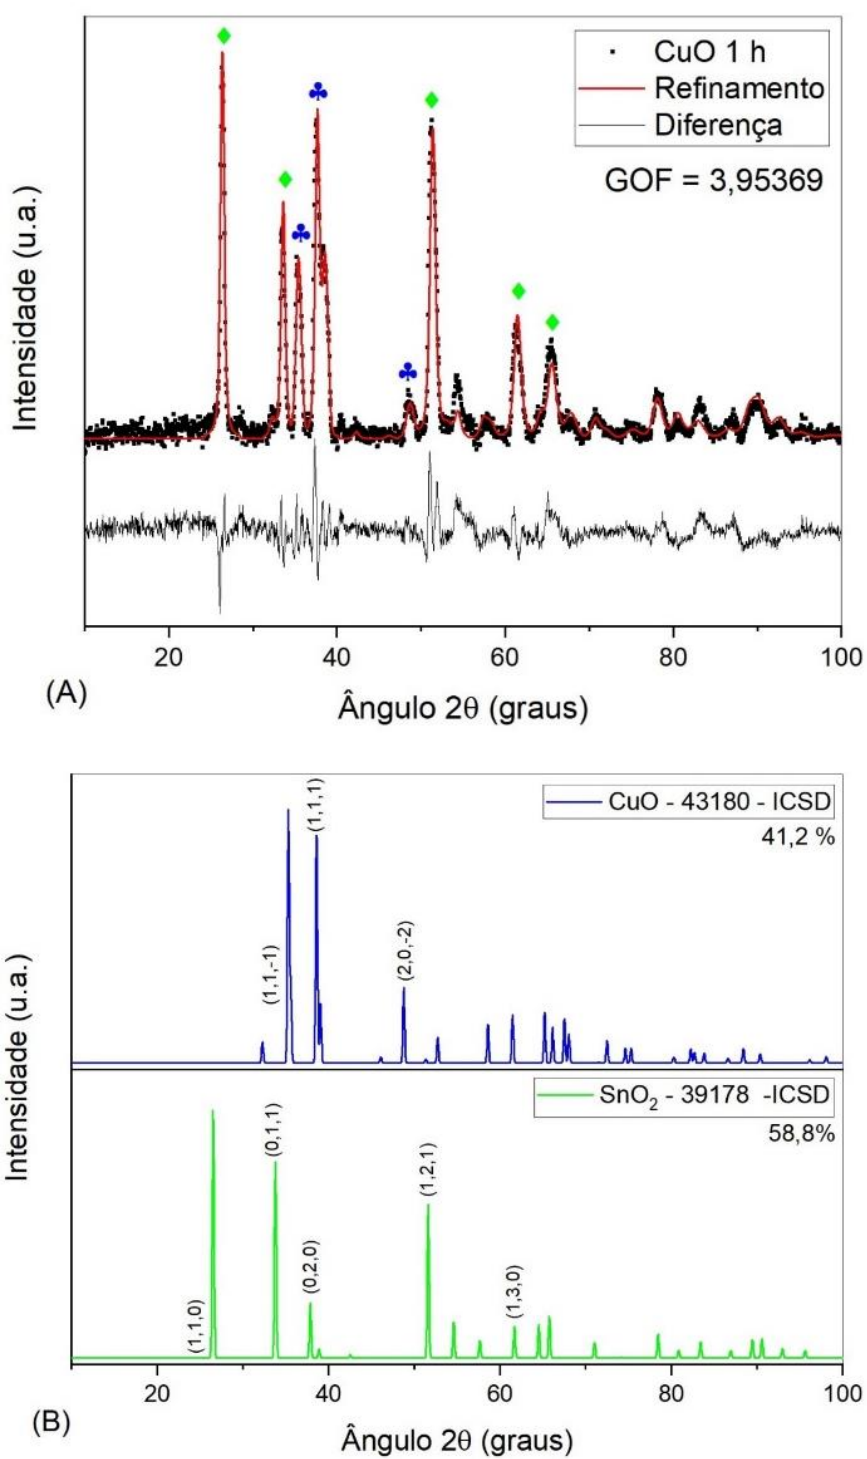 CuO 1 h
Refinamento
Diferença
GOF = 3,95369
Intensidade (u.a.)
20 40 60 80 100
(A)
Ângulo 2θ (graus)
CuO - 43180 - ICSD
41,2 %
(1,1,-1)
(1,1,1)
(2,0,-2)
Intensidade (u.a.)
SnO₂ - 39178 -ICSD
58,8%
(1,1,0)
(0,1,1)
(0,2,0)
(1,2,1)
(1,3,0)
20 40 60 80 100
(B)
Ângulo 2θ (graus)